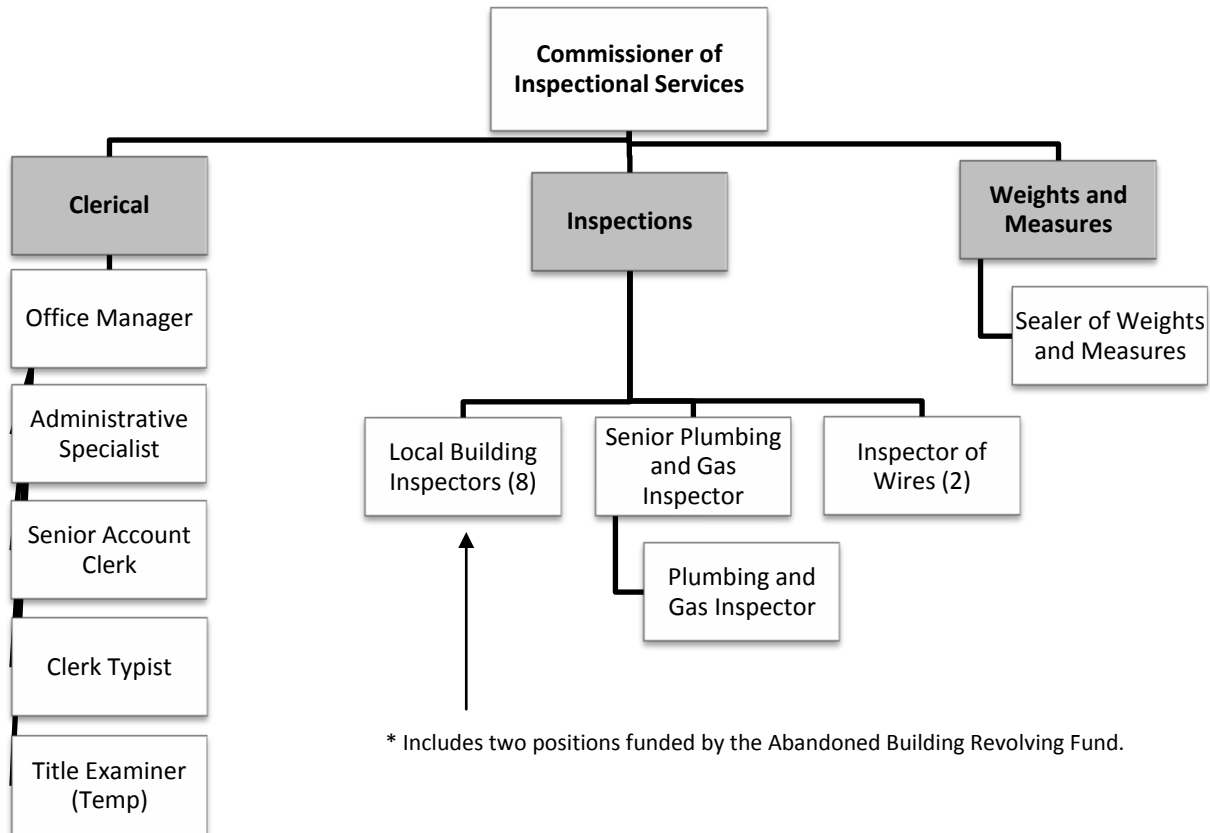 Commissioner of
Inspectional Services
Clerical
Inspections
Weights and
Measures
Office Manager
Sealer of Weights
and Measures
Administrative
Specialist
Local Building
Inspectors (8)
Senior Plumbing
and Gas
Inspector
Inspector of
Wires (2)
Senior Account
Clerk
Plumbing and
Gas Inspector
Clerk Typist
* Includes two positions funded by the Abandoned Building Revolving Fund.
Title Examiner
(Temp)